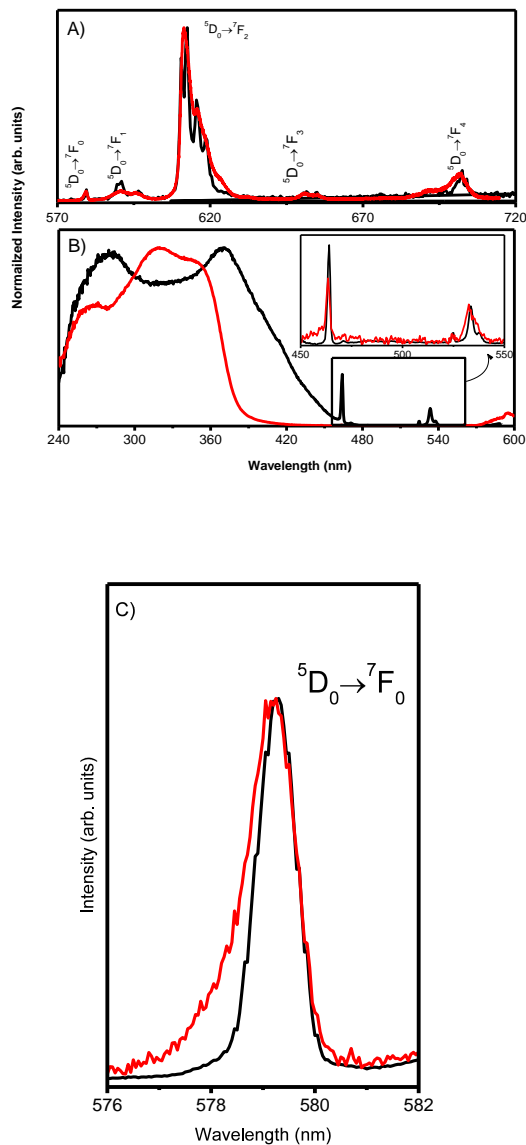 A)
⁵D₀→⁷F₂
⁵D₀→⁷F₀
⁵D₀→⁷F₁
⁵D₀→⁷F₃
⁵D₀→⁷F₄
570 620 670 720
Normalized Intensity (arb. units)
B)
450 500 550
240 300 360 420 480 540 600
Wavelength (nm)
C)
⁵D₀→⁷F₀
Intensity (arb. units)
576 578 580 582
Wavelength (nm)